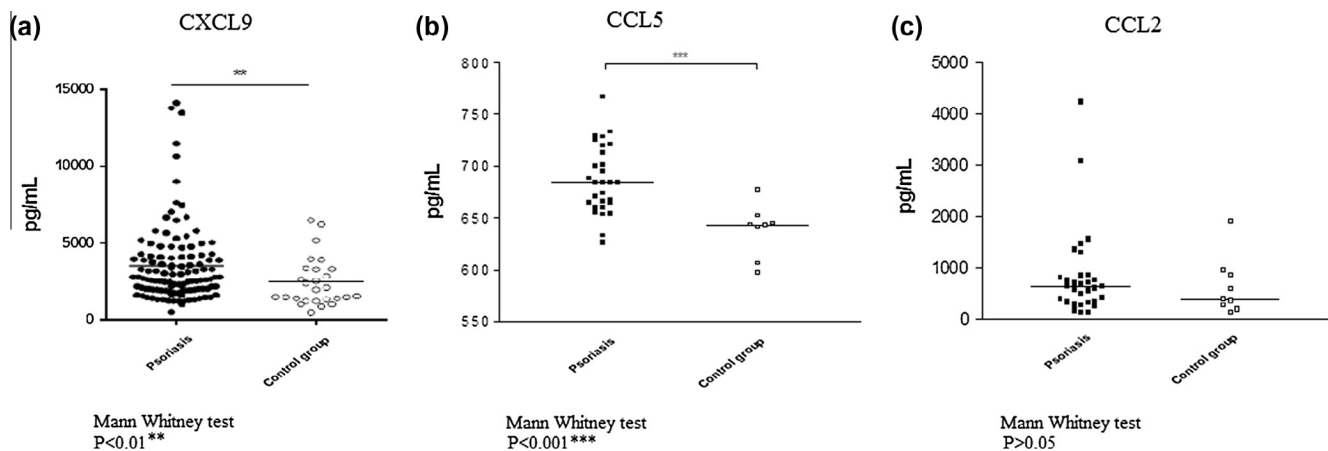 (a)
CXCL9
**
15000
10000
5000
0
pg/mL
Psoriasis
Control group
Mann Whitney test
P<0.01**
(b)
CCL5
***
800
750
700
650
600
550
pg/mL
Psoriasis
Control group
Mann Whitney test
P<0.001***
(c)
CCL2
5000
4000
3000
2000
1000
0
pg/mL
Psoriasis
Control group
Mann Whitney test
P>0.05